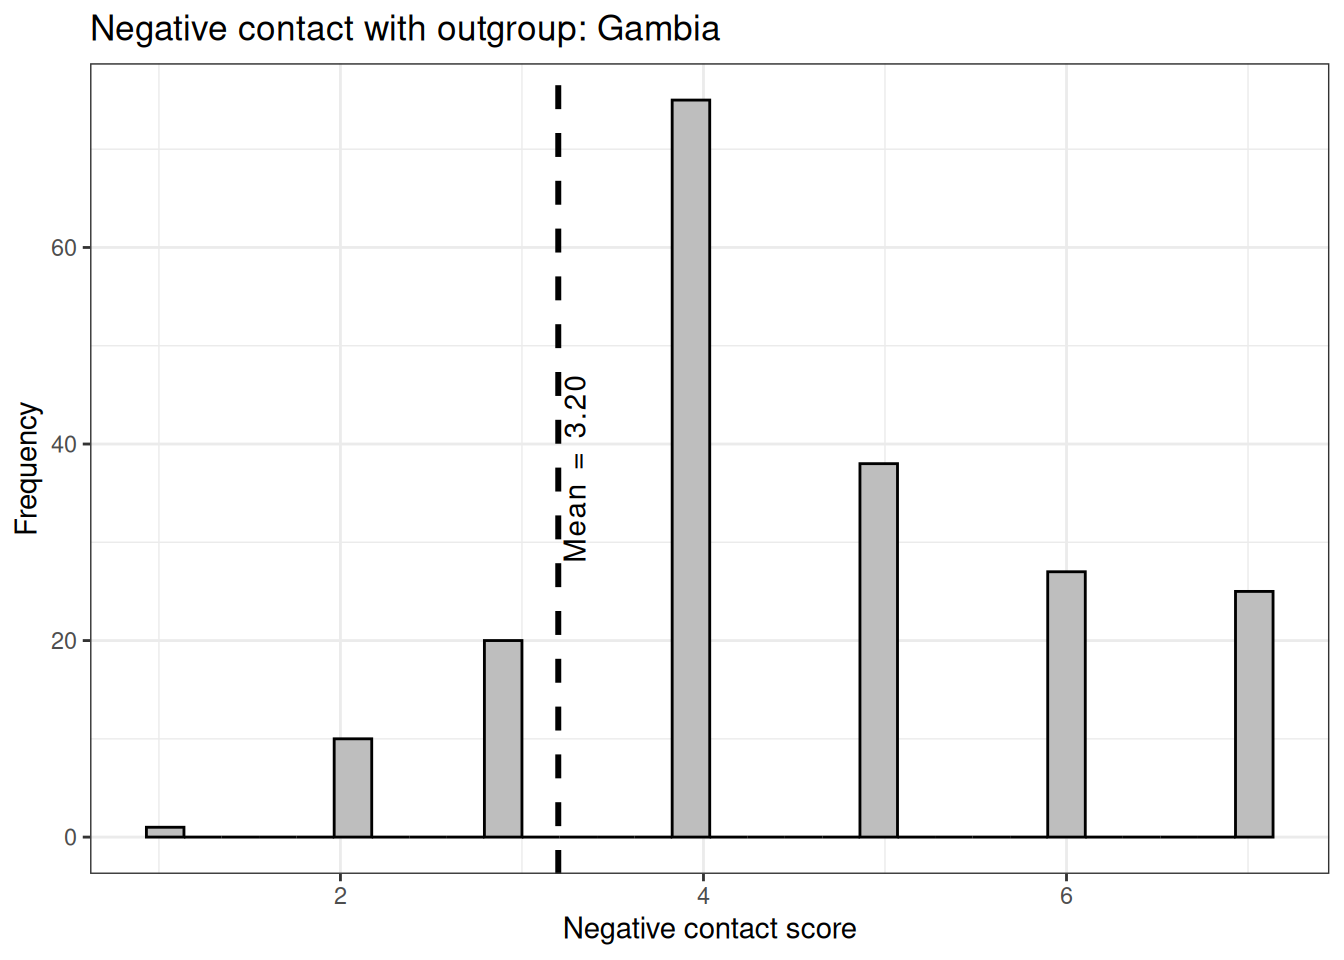 Negative contact with outgroup: Gambia
Frequency
60
40
20
0
Mean = 3.20
2
4
6
Negative contact score